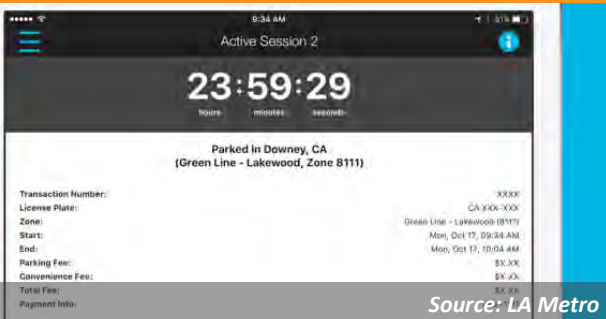 9:34 AM
51%
Active Session 2
23:59:29
hours minutes seconds
Parked in Downey, CA
(Green Line - Lakewood, Zone 8111)
Transaction Number: XXXX
License Plate: CA XXX-XXX
Zone: Green Line - Lakewood (8111)
Start: Mon, Oct 17, 09:34 AM
End: Mon, Oct 17, 10:04 AM
Parking Fee: $X.XX
Convenience Fee: $X.XX
Total Fee: $X.XX
Payment Info:
Source: LA Metro